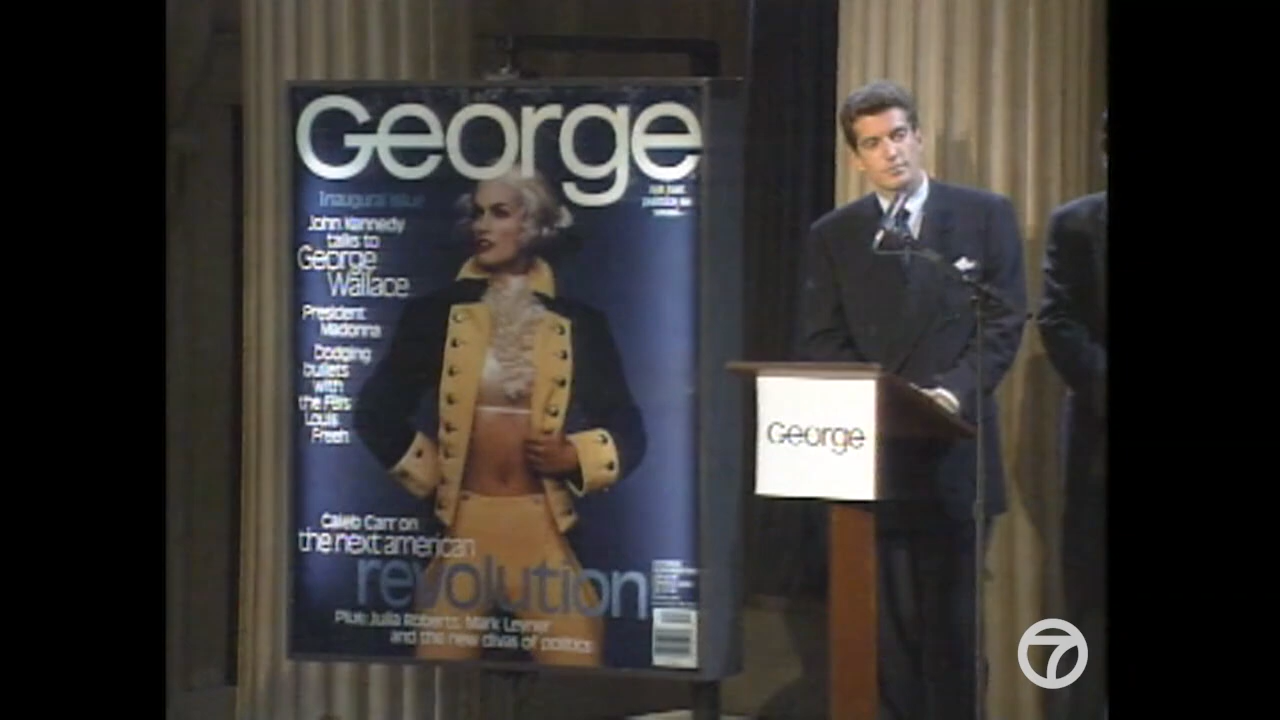 George
Inaugural Issue
John Kennedy
talks to
George
Wallace
President
Madonna
Dodging
bullets
with
the FBI's
Louis
Freeh
Caleb Carr on
the next american
revolution
Plus: Julia Roberts, Mark Leyner
and the new divas of politics
George
7